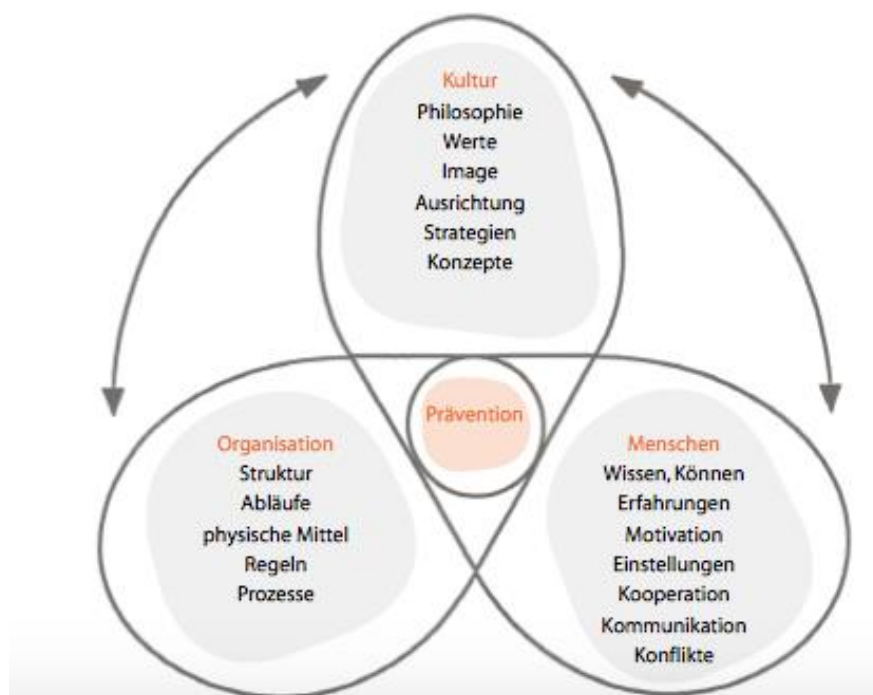 Kultur
Philosophie
Werte
Image
Ausrichtung
Strategien
Konzepte
Prävention
Organisation
Struktur
Abläufe
physische Mittel
Regeln
Prozesse
Menschen
Wissen, Können
Erfahrungen
Motivation
Einstellungen
Kooperation
Kommunikation
Konflikte